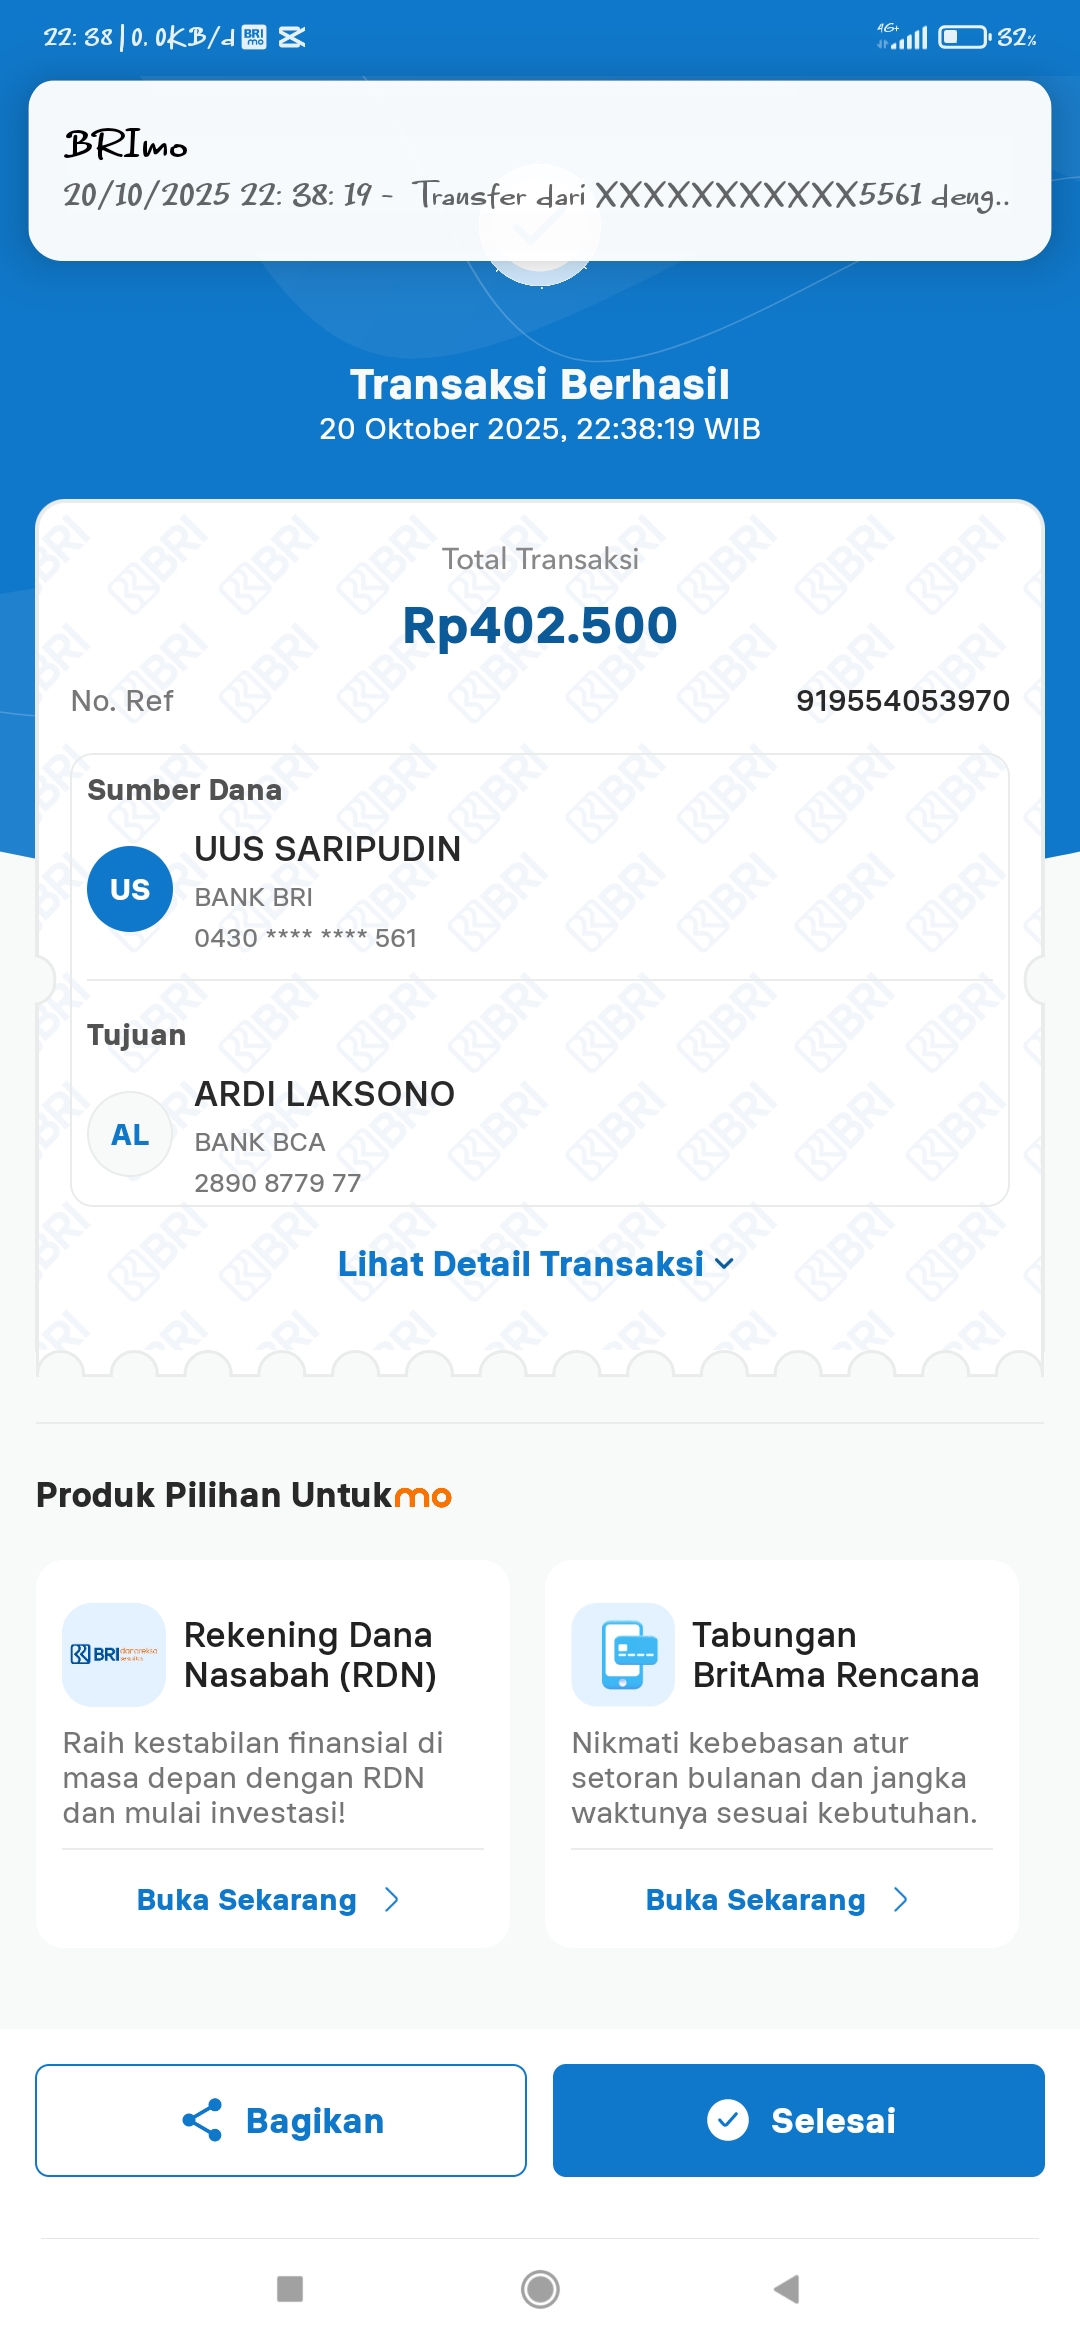 22: 38 | 0. 0KB/d BRI mo
4G+ 32%
BRImo
20/10/2025 22: 38: 19 - Transfer dari XXXXXXXXXXX5561 deng..
Transaksi Berhasil
20 Oktober 2025, 22:38:19 WIB
Total Transaksi
Rp402.500
No. Ref 919554053970
Sumber Dana
US
UUS SARIPUDIN
BANK BRI
0430 **** **** 561
Tujuan
AL
ARDI LAKSONO
BANK BCA
2890 8779 77
Lihat Detail Transaksi
Produk Pilihan Untukmo
BRI danareksa
Rekening Dana
Nasabah (RDN)
Raih kestabilan finansial di
masa depan dengan RDN
dan mulai investasi!
Buka Sekarang
Tabungan
BritAma Rencana
Nikmati kebebasan atur
setoran bulanan dan jangka
waktunya sesuai kebutuhan.
Buka Sekarang
Bagikan
Selesai